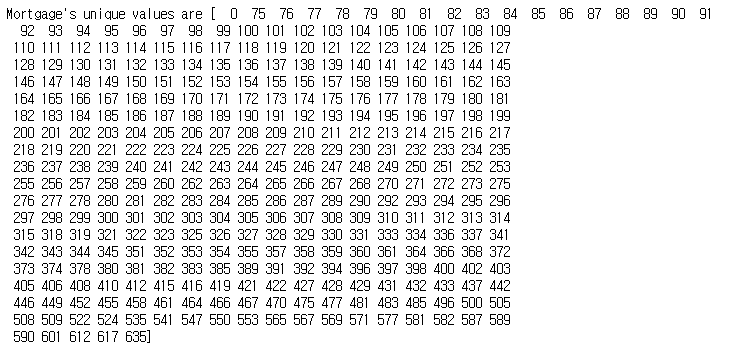 Mortgage's unique values are [  0  75  76  77  78  79  80  81  82  83  84  85  86  87  88  89  90  91
  92  93  94  95  96  97  98  99 100 101 102 103 104 105 106 107 108 109
 110 111 112 113 114 115 116 117 118 119 120 121 122 123 124 125 126 127
 128 129 130 131 132 133 134 135 136 137 138 139 140 141 142 143 144 145
 146 147 148 149 150 151 152 153 154 155 156 157 158 159 160 161 162 163
 164 165 166 167 168 169 170 171 172 173 174 175 176 177 178 179 180 181
 182 183 184 185 186 187 188 189 190 191 192 193 194 195 196 197 198 199
 200 201 202 203 204 205 206 207 208 209 210 211 212 213 214 215 216 217
 218 219 220 221 222 223 224 225 226 227 228 229 230 231 232 233 234 235
 236 237 238 239 240 241 242 243 244 245 246 247 248 249 250 251 252 253
 255 256 257 258 259 260 262 263 264 265 266 267 268 270 271 272 273 275
 276 277 278 280 281 282 283 284 285 286 287 289 290 292 293 294 295 296
 297 298 299 300 301 302 303 304 305 306 307 308 309 310 311 312 313 314
 315 318 319 321 322 323 325 326 327 328 329 330 331 333 334 336 337 341
 342 343 344 345 351 352 353 354 355 357 358 359 360 361 364 366 368 372
 373 374 378 380 381 382 383 385 389 391 392 394 396 397 398 400 402 403
 405 406 408 410 412 415 416 419 421 422 427 428 429 431 432 433 437 442
 446 449 452 455 458 461 464 466 467 470 475 477 481 483 485 496 500 505
 508 509 522 524 535 541 547 550 553 565 567 569 571 577 581 582 587 589
 590 601 612 617 635]